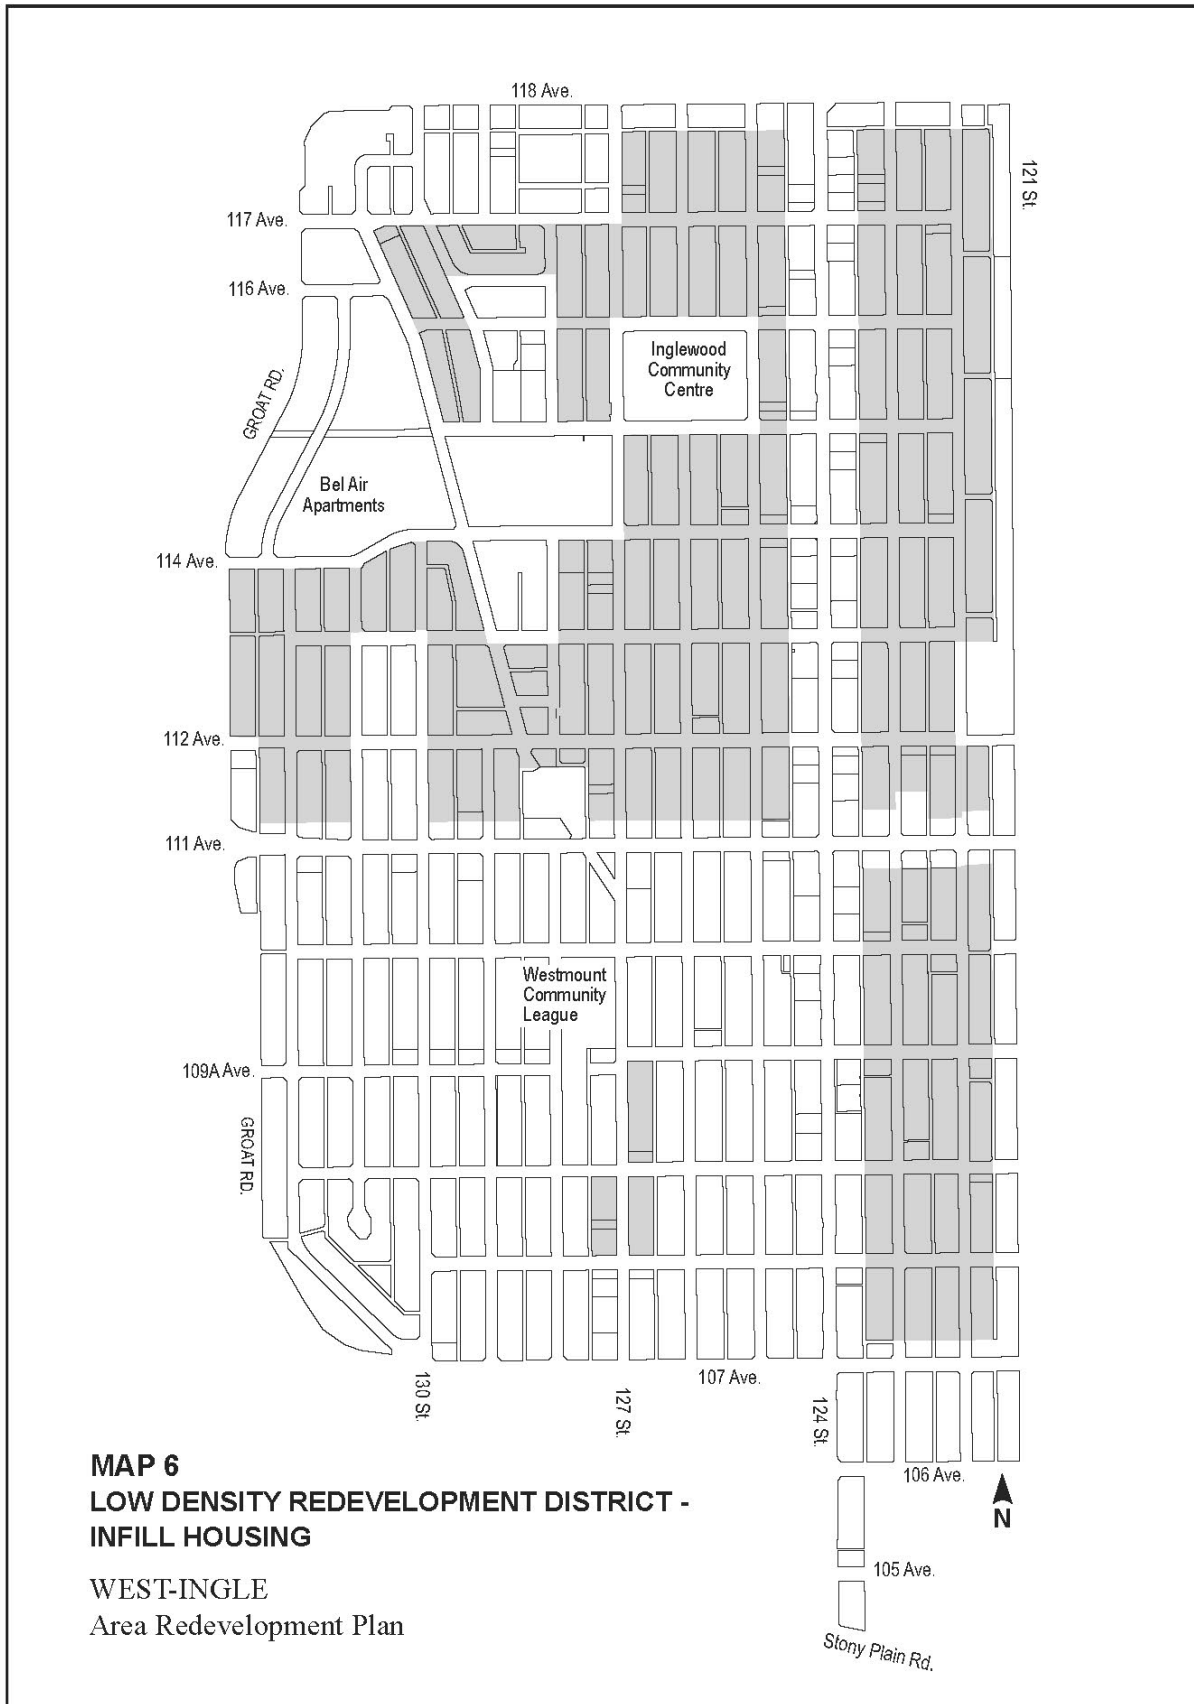 118 Ave.
121 St.
117 Ave.
116 Ave.
Inglewood
Community
Centre
GROAT RD.
Bel Air
Apartments
114 Ave.
112 Ave.
111 Ave.
Westmount
Community
League
109A Ave.
GROAT RD.
107 Ave.
130 St.
127 St.
124 St.
106 Ave.
MAP 6
LOW DENSITY REDEVELOPMENT DISTRICT -
INFILL HOUSING
N
105 Ave.
WEST-INGLE
Area Redevelopment Plan
Stony Plain Rd.